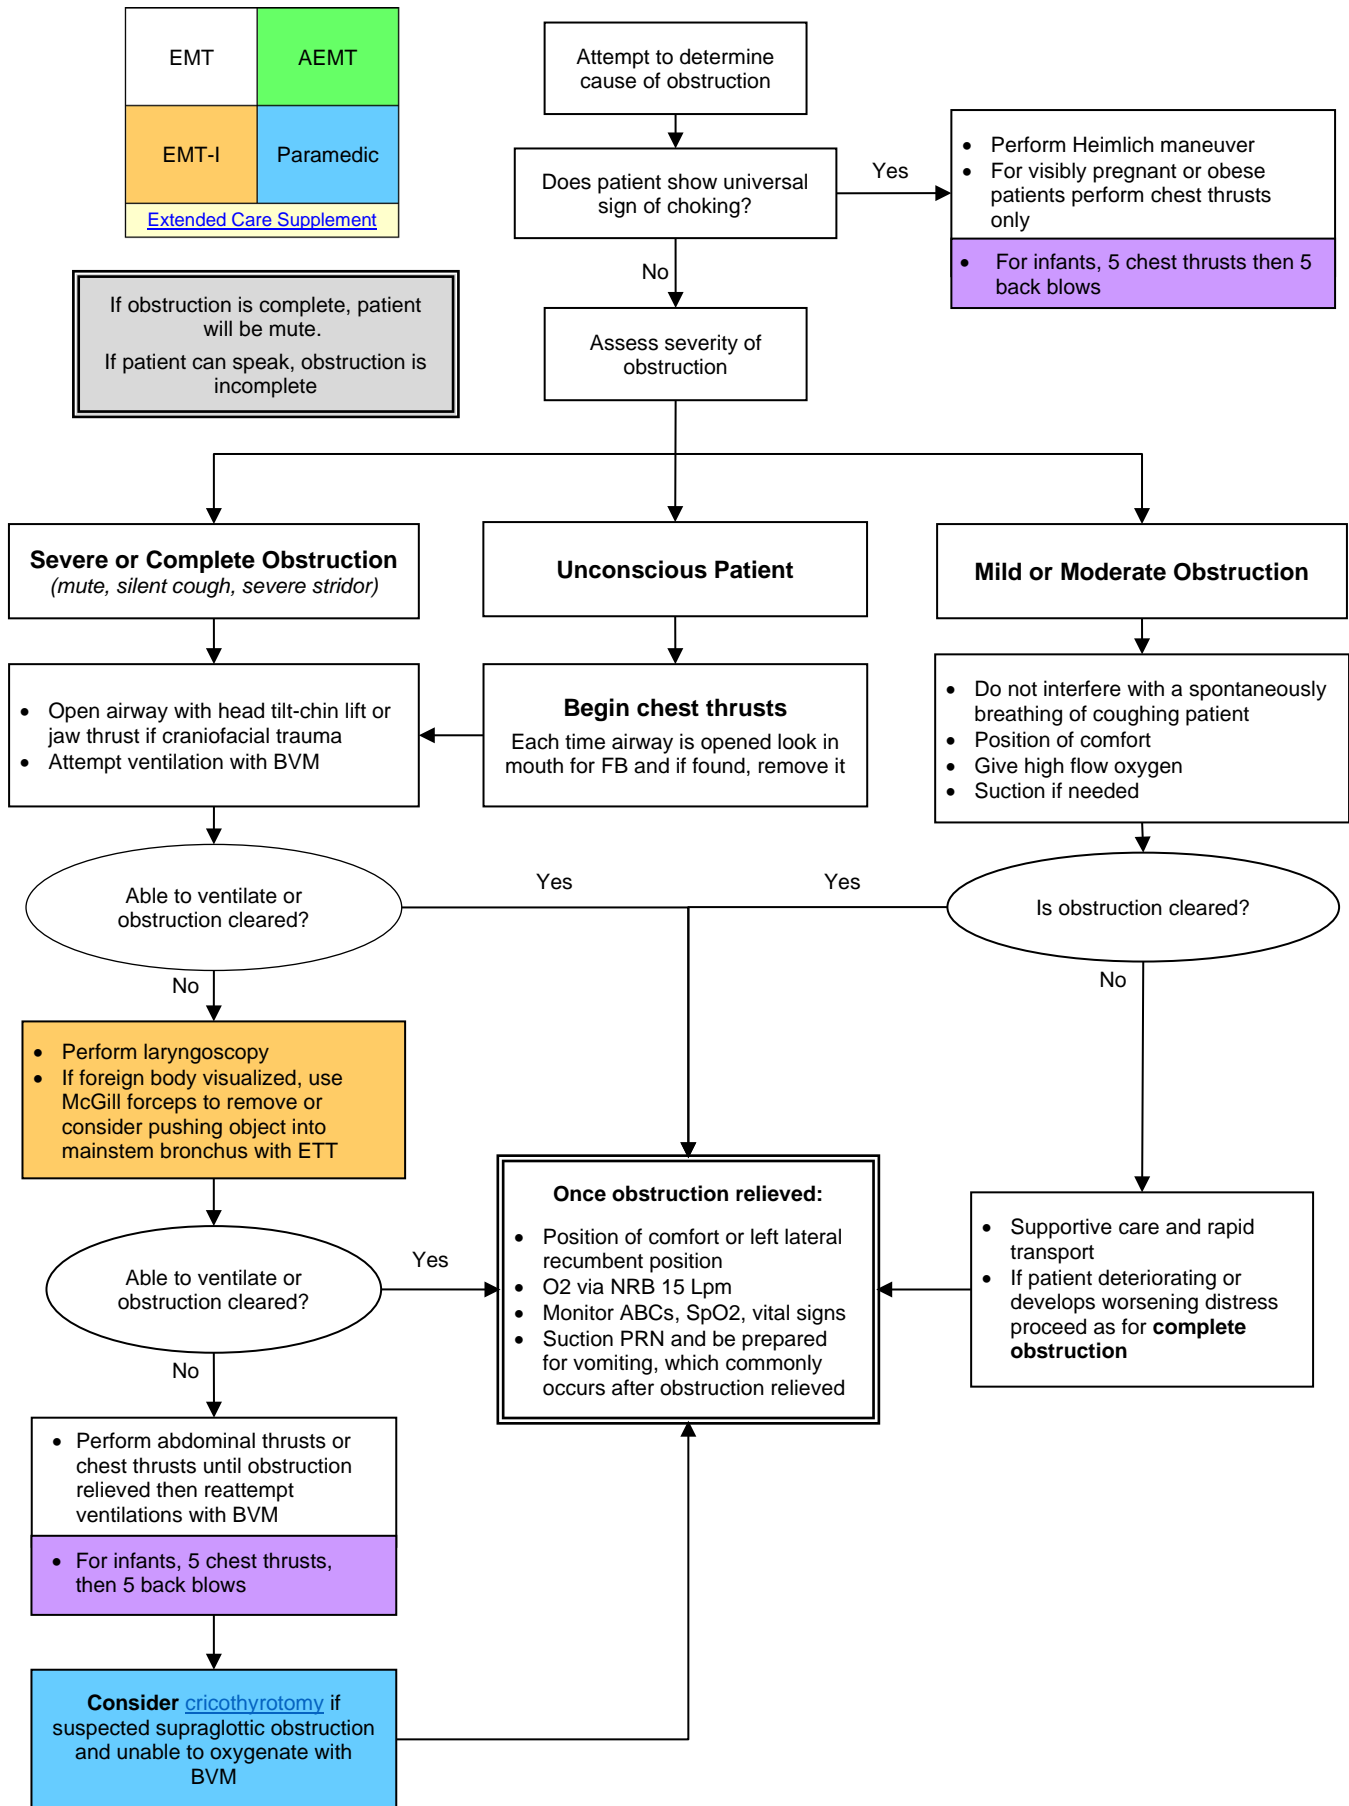 EMT
AEMT
EMT-I
Paramedic
Extended Care Supplement
If obstruction is complete, patient
will be mute.
If patient can speak, obstruction is
incomplete
Attempt to determine
cause of obstruction
Does patient show universal
sign of choking?
Yes
• Perform Heimlich maneuver
• For visibly pregnant or obese
patients perform chest thrusts
only
• For infants, 5 chest thrusts then 5
back blows
No
Assess severity of
obstruction
Severe or Complete Obstruction
(mute, silent cough, severe stridor)
Unconscious Patient
Mild or Moderate Obstruction
• Open airway with head tilt-chin lift or
jaw thrust if craniofacial trauma
• Attempt ventilation with BVM
Begin chest thrusts
Each time airway is opened look in
mouth for FB and if found, remove it
• Do not interfere with a spontaneously
breathing of coughing patient
• Position of comfort
• Give high flow oxygen
• Suction if needed
Able to ventilate or
obstruction cleared?
Yes
Yes
Is obstruction cleared?
No
No
• Perform laryngoscopy
• If foreign body visualized, use
McGill forceps to remove or
consider pushing object into
mainstem bronchus with ETT
Able to ventilate or
obstruction cleared?
Yes
No
Once obstruction relieved:
• Position of comfort or left lateral
recumbent position
• O2 via NRB 15 Lpm
• Monitor ABCs, SpO2, vital signs
• Suction PRN and be prepared
for vomiting, which commonly
occurs after obstruction relieved
• Supportive care and rapid
transport
• If patient deteriorating or
develops worsening distress
proceed as for complete
obstruction
• Perform abdominal thrusts or
chest thrusts until obstruction
relieved then reattempt
ventilations with BVM
• For infants, 5 chest thrusts,
then 5 back blows
Consider cricothyrotomy if
suspected supraglottic obstruction
and unable to oxygenate with
BVM